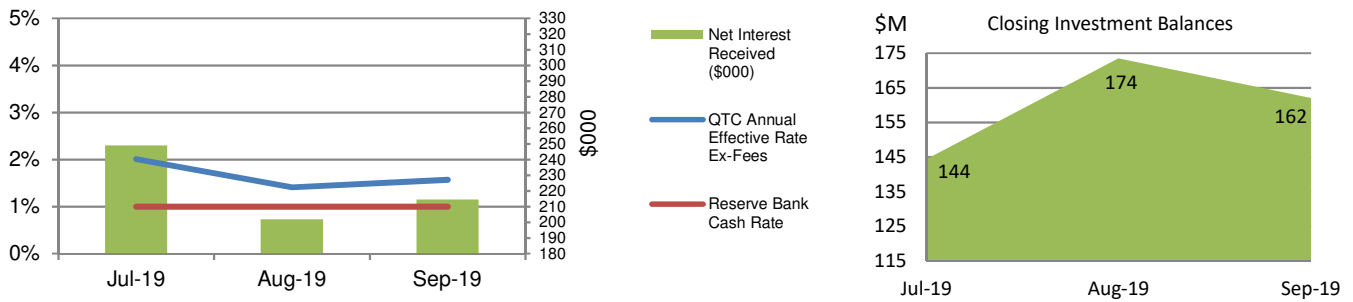 5%
4%
3%
2%
1%
0%
Jul-19
Aug-19
Sep-19
330
320
310
300
290
280
270
260
250
240
230
220
210
200
190
180
$000
Net Interest
Received
($000)
QTC Annual
Effective Rate
Ex-Fees
Reserve Bank
Cash Rate
$M
Closing Investment Balances
175
165
155
145
135
125
115
144
174
162
Jul-19
Aug-19
Sep-19